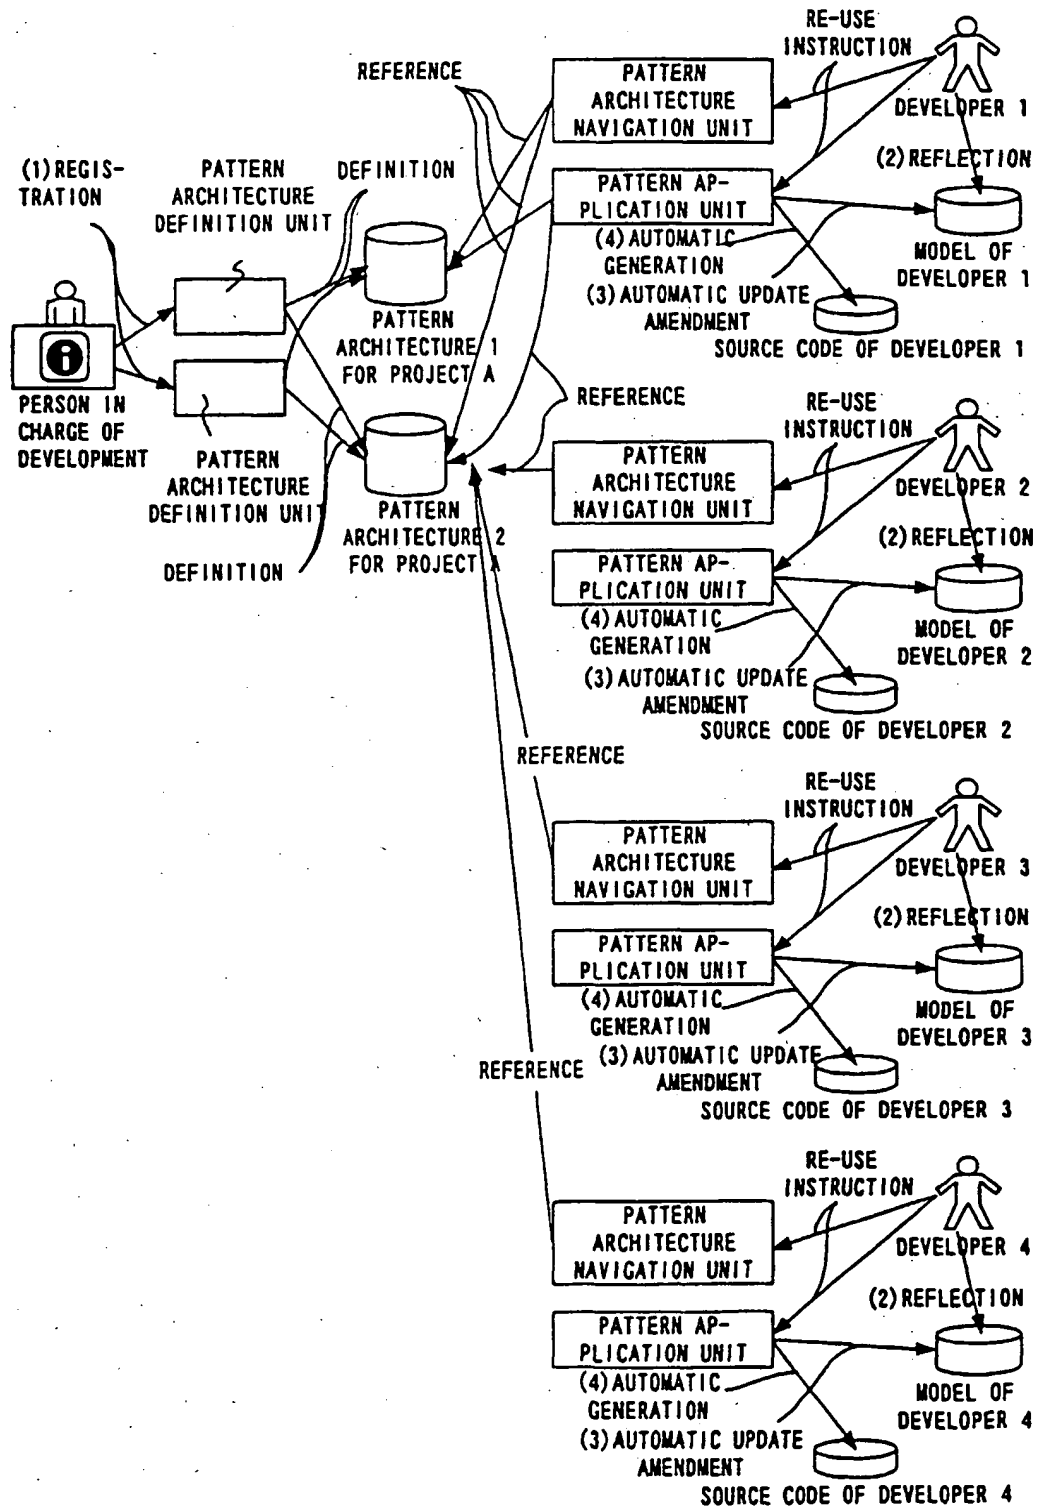 (1)REGIS-
TRATION
PATTERN
ARCHITECTURE
DEFINITION UNIT
PERSON IN
CHARGE OF
DEVELOPMENT
PATTERN
ARCHITECTURE
DEFINITION UNIT
DEFINITION
REFERENCE
DEFINITION
PATTERN
ARCHITECTURE 1
FOR PROJECT A
PATTERN
ARCHITECTURE 2
FOR PROJECT A
REFERENCE
REFERENCE
REFERENCE
RE-USE
INSTRUCTION
PATTERN
ARCHITECTURE
NAVIGATION UNIT
DEVELOPER 1
(2)REFLECTION
PATTERN AP-
PLICATION UNIT
(4)AUTOMATIC
GENERATION
MODEL OF
DEVELOPER 1
(3)AUTOMATIC UPDATE
AMENDMENT
SOURCE CODE OF DEVELOPER 1
RE-USE
INSTRUCTION
PATTERN
ARCHITECTURE
NAVIGATION UNIT
DEVELOPER 2
(2)REFLECTION
PATTERN AP-
PLICATION UNIT
(4)AUTOMATIC
GENERATION
MODEL OF
DEVELOPER 2
(3)AUTOMATIC UPDATE
AMENDMENT
SOURCE CODE OF DEVELOPER 2
RE-USE
INSTRUCTION
PATTERN
ARCHITECTURE
NAVIGATION UNIT
DEVELOPER 3
(2)REFLECTION
PATTERN AP-
PLICATION UNIT
(4)AUTOMATIC
GENERATION
MODEL OF
DEVELOPER 3
(3)AUTOMATIC UPDATE
AMENDMENT
SOURCE CODE OF DEVELOPER 3
RE-USE
INSTRUCTION
PATTERN
ARCHITECTURE
NAVIGATION UNIT
DEVELOPER 4
(2)REFLECTION
PATTERN AP-
PLICATION UNIT
(4)AUTOMATIC
GENERATION
MODEL OF
DEVELOPER 4
(3)AUTOMATIC UPDATE
AMENDMENT
SOURCE CODE OF DEVELOPER 4